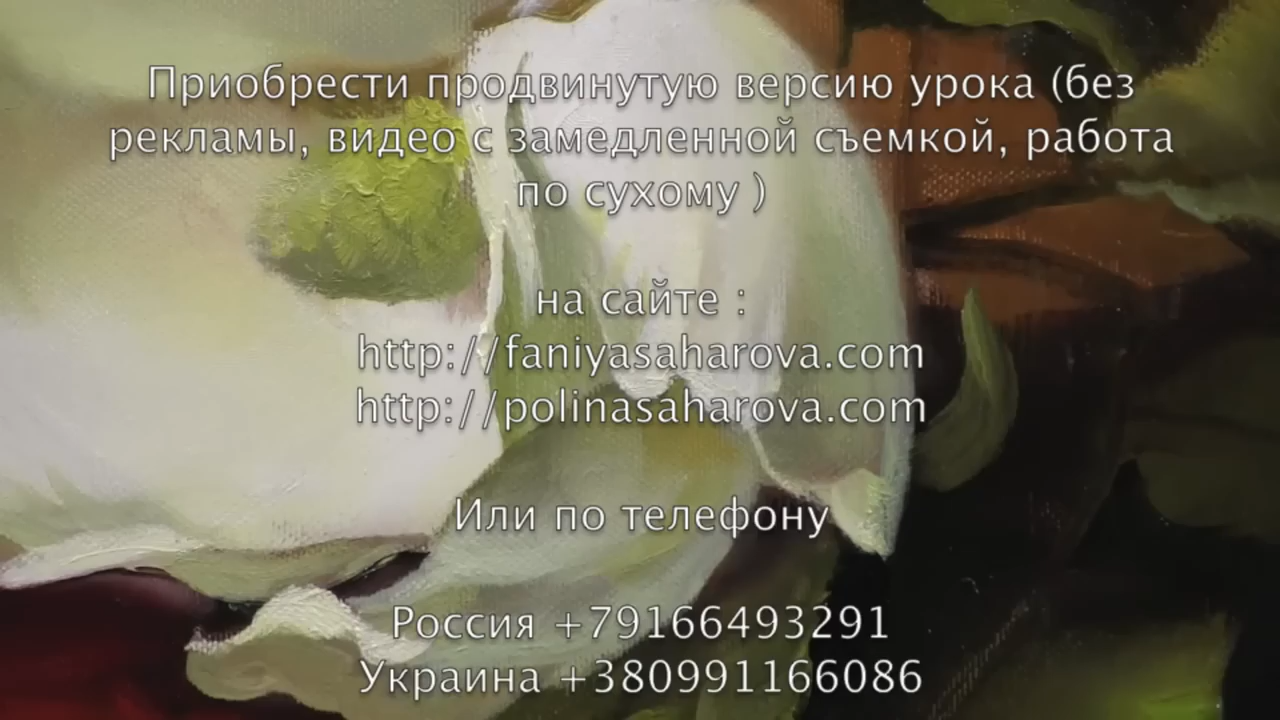 Приобрести продвинутую версию урока (без
рекламы, видео с замедленной съемкой, работа
по сухому )
на сайте :
http://faniyasaharova.com
http://polinasaharova.com
Или по телефону
Россия +79166493291
Украина +380991166086